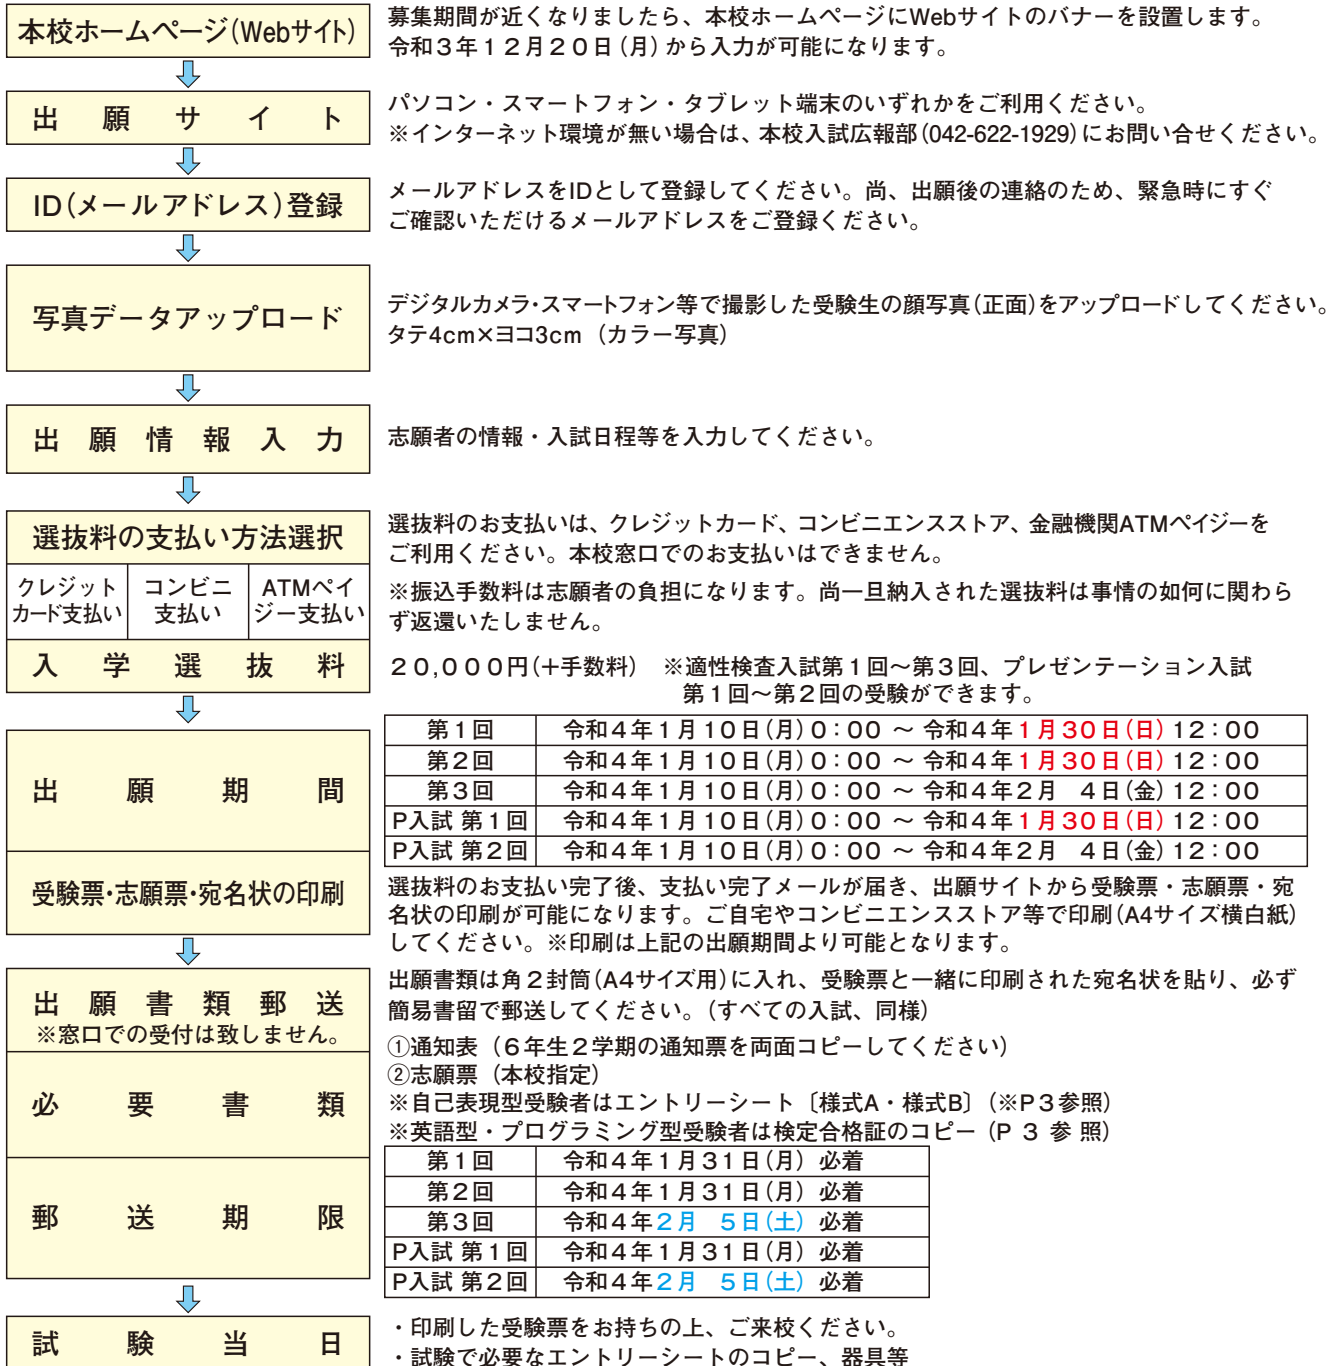 本校ホームページ(Webサイト)
募集期間が近くなりましたら、本校ホームページにWebサイトのバナーを設置します。
令和3年12月20日(月)から入力が可能になります。
出願サイト
パソコン・スマートフォン・タブレット端末のいずれかをご利用ください。
※インターネット環境が無い場合は、本校入試広報部(042-622-1929)にお問い合せください。
ID(メールアドレス)登録
メールアドレスをIDとして登録してください。尚、出願後の連絡のため、緊急時にすぐ
ご確認いただけるメールアドレスをご登録ください。
写真データアップロード
デジタルカメラ・スマートフォン等で撮影した受験生の顔写真(正面)をアップロードしてください。
タテ4cm×ヨコ3cm（カラー写真）
出願情報入力
志願者の情報・入試日程等を入力してください。
選抜料の支払い方法選択
クレジットカード支払い コンビニ支払い ATMペイジー支払い
選抜料のお支払いは、クレジットカード、コンビニエンスストア、金融機関ATMペイジーを
ご利用ください。本校窓口でのお支払いはできません。
※振込手数料は志願者の負担になります。尚一旦納入された選抜料は事情の如何に関わら
ず返還いたしません。
入学選抜料
20,000円(＋手数料) ※適性検査入試第1回～第3回、プレゼンテーション入試
第1回～第2回の受験ができます。
出願期間
第1回 令和4年1月10日(月)0：00 ～ 令和4年1月30日(日)12：00
第2回 令和4年1月10日(月)0：00 ～ 令和4年1月30日(日)12：00
第3回 令和4年1月10日(月)0：00 ～ 令和4年2月 4日(金)12：00
P入試 第1回 令和4年1月10日(月)0：00 ～ 令和4年1月30日(日)12：00
P入試 第2回 令和4年1月10日(月)0：00 ～ 令和4年2月 4日(金)12：00
受験票・志願票・宛名状の印刷
選抜料のお支払い完了後、支払い完了メールが届き、出願サイトから受験票・志願票・宛
名状の印刷が可能になります。ご自宅やコンビニエンスストア等で印刷(A4サイズ横白紙)
してください。※印刷は上記の出願期間より可能となります。
出願書類郵送
※窓口での受付は致しません。
出願書類は角2封筒(A4サイズ用)に入れ、受験票と一緒に印刷された宛名状を貼り、必ず
簡易書留で郵送してください。(すべての入試、同様)
必要書類
①通知表（6年生2学期の通知票を両面コピーしてください）
②志願票（本校指定）
※自己表現型受験者はエントリーシート〔様式A・様式B〕（※P3参照）
※英語型・プログラミング型受験者は検定合格証のコピー（P 3 参 照）
郵送期限
第1回 令和4年1月31日(月) 必着
第2回 令和4年1月31日(月) 必着
第3回 令和4年2月 5日(土) 必着
P入試 第1回 令和4年1月31日(月) 必着
P入試 第2回 令和4年2月 5日(土) 必着
試験当日
・印刷した受験票をお持ちの上、ご来校ください。
・試験で必要なエントリーシートのコピー、器具等